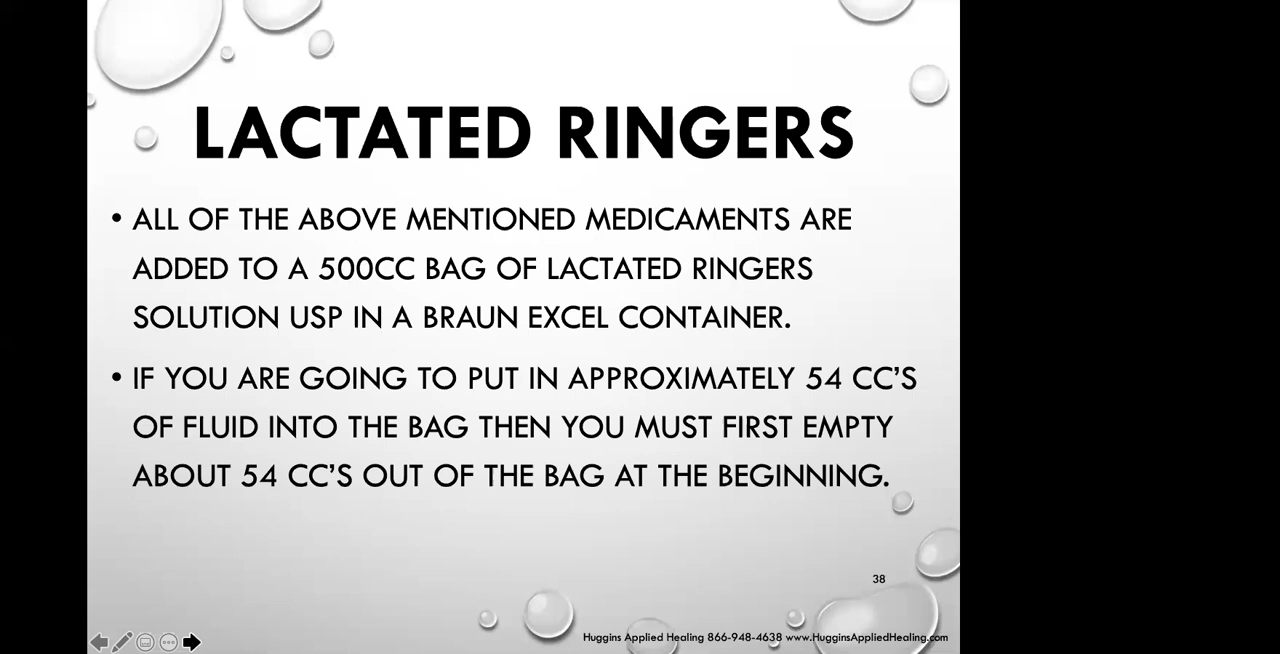 LACTATED RINGERS
• ALL OF THE ABOVE MENTIONED MEDICAMENTS ARE
ADDED TO A 500CC BAG OF LACTATED RINGERS
SOLUTION USP IN A BRAUN EXCEL CONTAINER.
• IF YOU ARE GOING TO PUT IN APPROXIMATELY 54 CC’S
OF FLUID INTO THE BAG THEN YOU MUST FIRST EMPTY
ABOUT 54 CC’S OUT OF THE BAG AT THE BEGINNING.
38
Huggins Applied Healing 866-948-4638 www.HugginsAppliedHealing.com